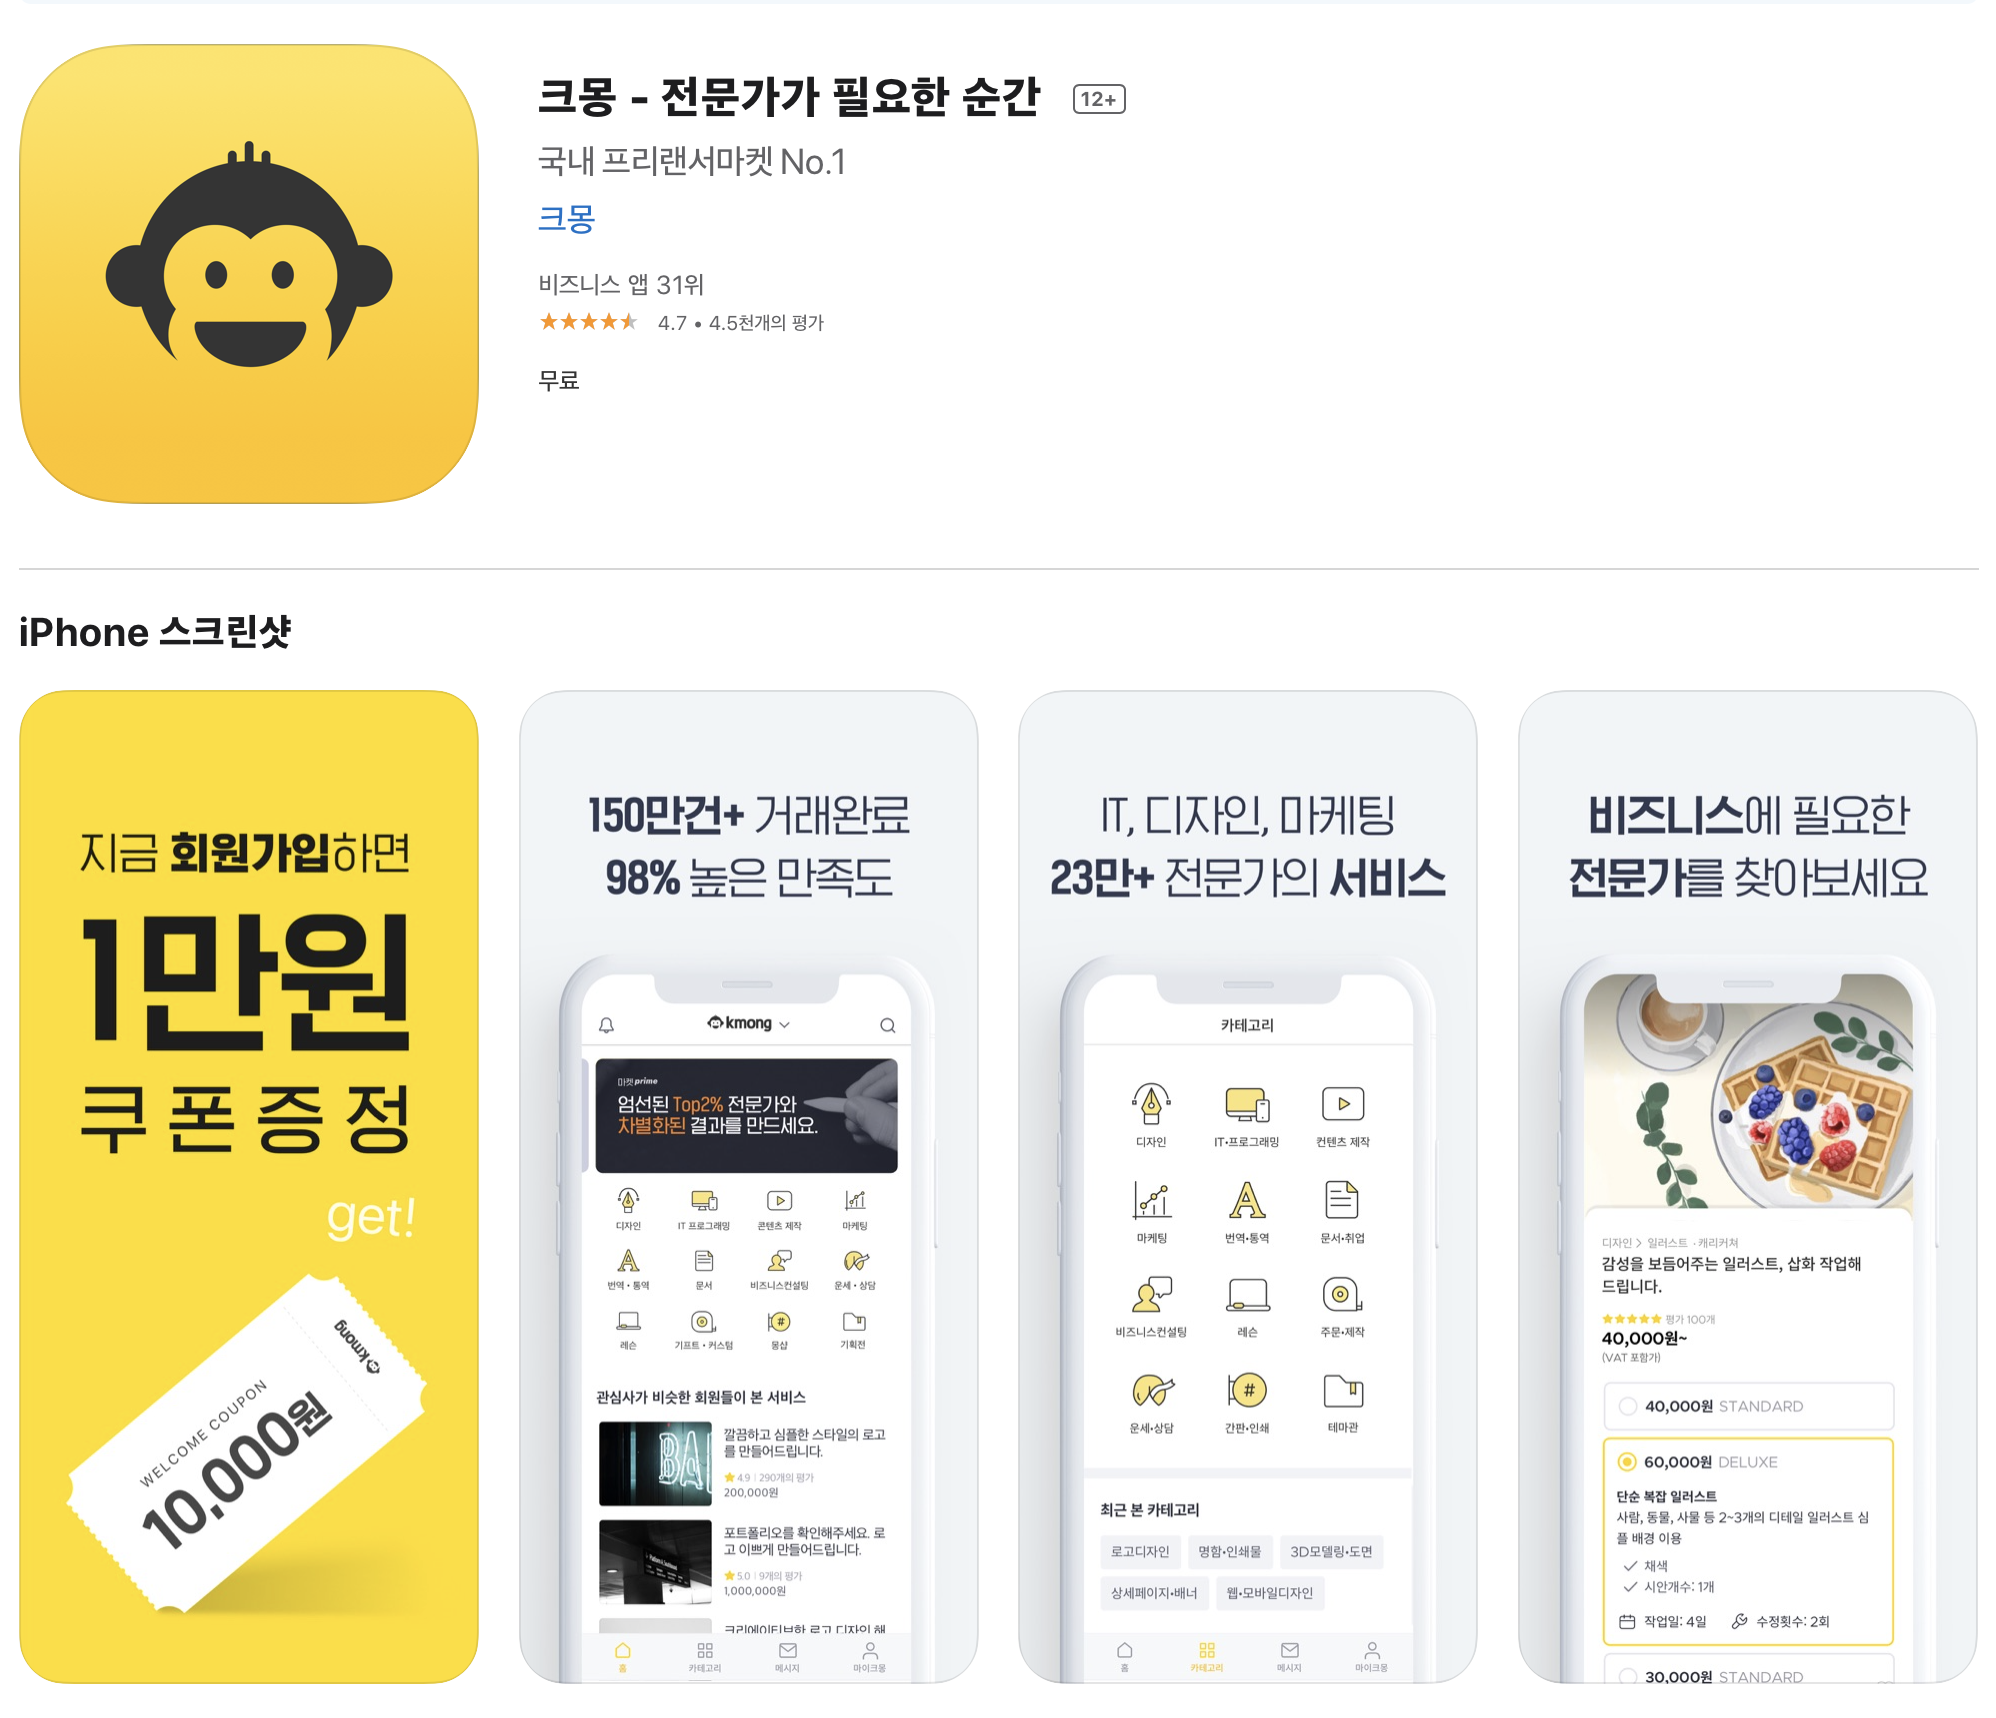 크몽 - 전문가가 필요한 순간 12+
국내 프리랜서마켓 No.1
크몽
비즈니스 앱 31위
4.7 • 4.5천개의 평가
무료
iPhone 스크린샷
지금 회원가입하면
1만원
쿠폰증정
get!
kmong
WELCOME COUPON
10,000원
150만건+ 거래완료
98% 높은 만족도
kmong
마켓 prime
엄선된 Top2% 전문가와
차별화된 결과를 만드세요.
디자인 IT 프로그래밍 콘텐츠 제작 마케팅
번역 • 통역 문서 비즈니스컨설팅 운세 • 상담
레슨 기프트 • 커스텀 몽샵 기획전
관심사가 비슷한 회원들이 본 서비스
깔끔하고 심플한 스타일의 로고
를 만들어드립니다.
4.9 | 290개의 평가
200,000원
BA
포트폴리오를 확인해주세요. 로
고 이쁘게 만들어드립니다.
5.0 | 9개의 평가
1,000,000원
크리에이티브한 로고 디자인 해
홈 카테고리 메시지 마이크몽
IT, 디자인, 마케팅
23만+ 전문가의 서비스
카테고리
디자인 IT•프로그래밍 컨텐츠 제작
마케팅 번역•통역 문서•취업
비즈니스컨설팅 레슨 주문•제작
운세•상담 간판•인쇄 테마관
최근 본 카테고리
로고디자인 명함•인쇄물 3D모델링•도면
상세페이지•배너 웹•모바일디자인
홈 카테고리 메시지 마이크몽
비즈니스에 필요한
전문가를 찾아보세요
디자인 > 일러스트 · 캐리커쳐
감성을 보듬어주는 일러스트, 삽화 작업해
드립니다.
평가 100개
40,000원~
(VAT 포함가)
40,000원 STANDARD
60,000원 DELUXE
단순 복잡 일러스트
사람, 동물, 사물 등 2~3개의 디테일 일러스트 심
플 배경 이용
채색
시안개수: 1개
작업일: 4일 수정횟수: 2회
30,000원 STANDARD